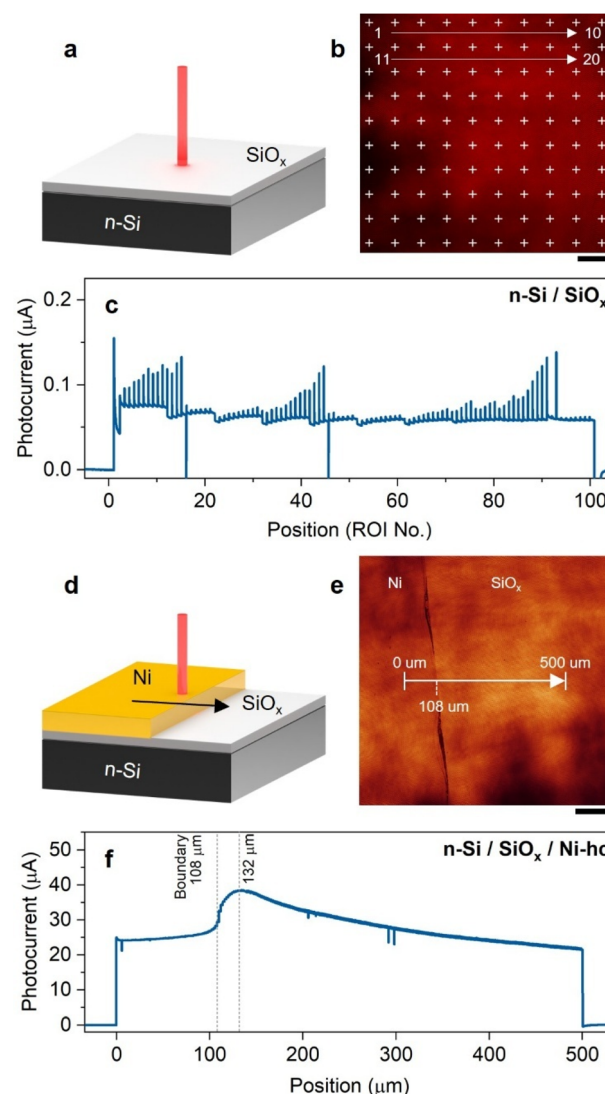 a
SiOₓ
n-Si
b
1 10
11 20
c
n-Si / SiOₓ
Photocurrent (μA)
0.2
0.1
0.0
0 20 40 60 80 100
Position (ROI No.)
d
Ni
SiOₓ
n-Si
e
Ni SiOₓ
0 um 500 um
108 um
f
n-Si / SiOₓ / Ni-ho
Boundary
108 μm
132 μm
Photocurrent (μA)
50
40
30
20
10
0
0 100 200 300 400 500
Position (μm)